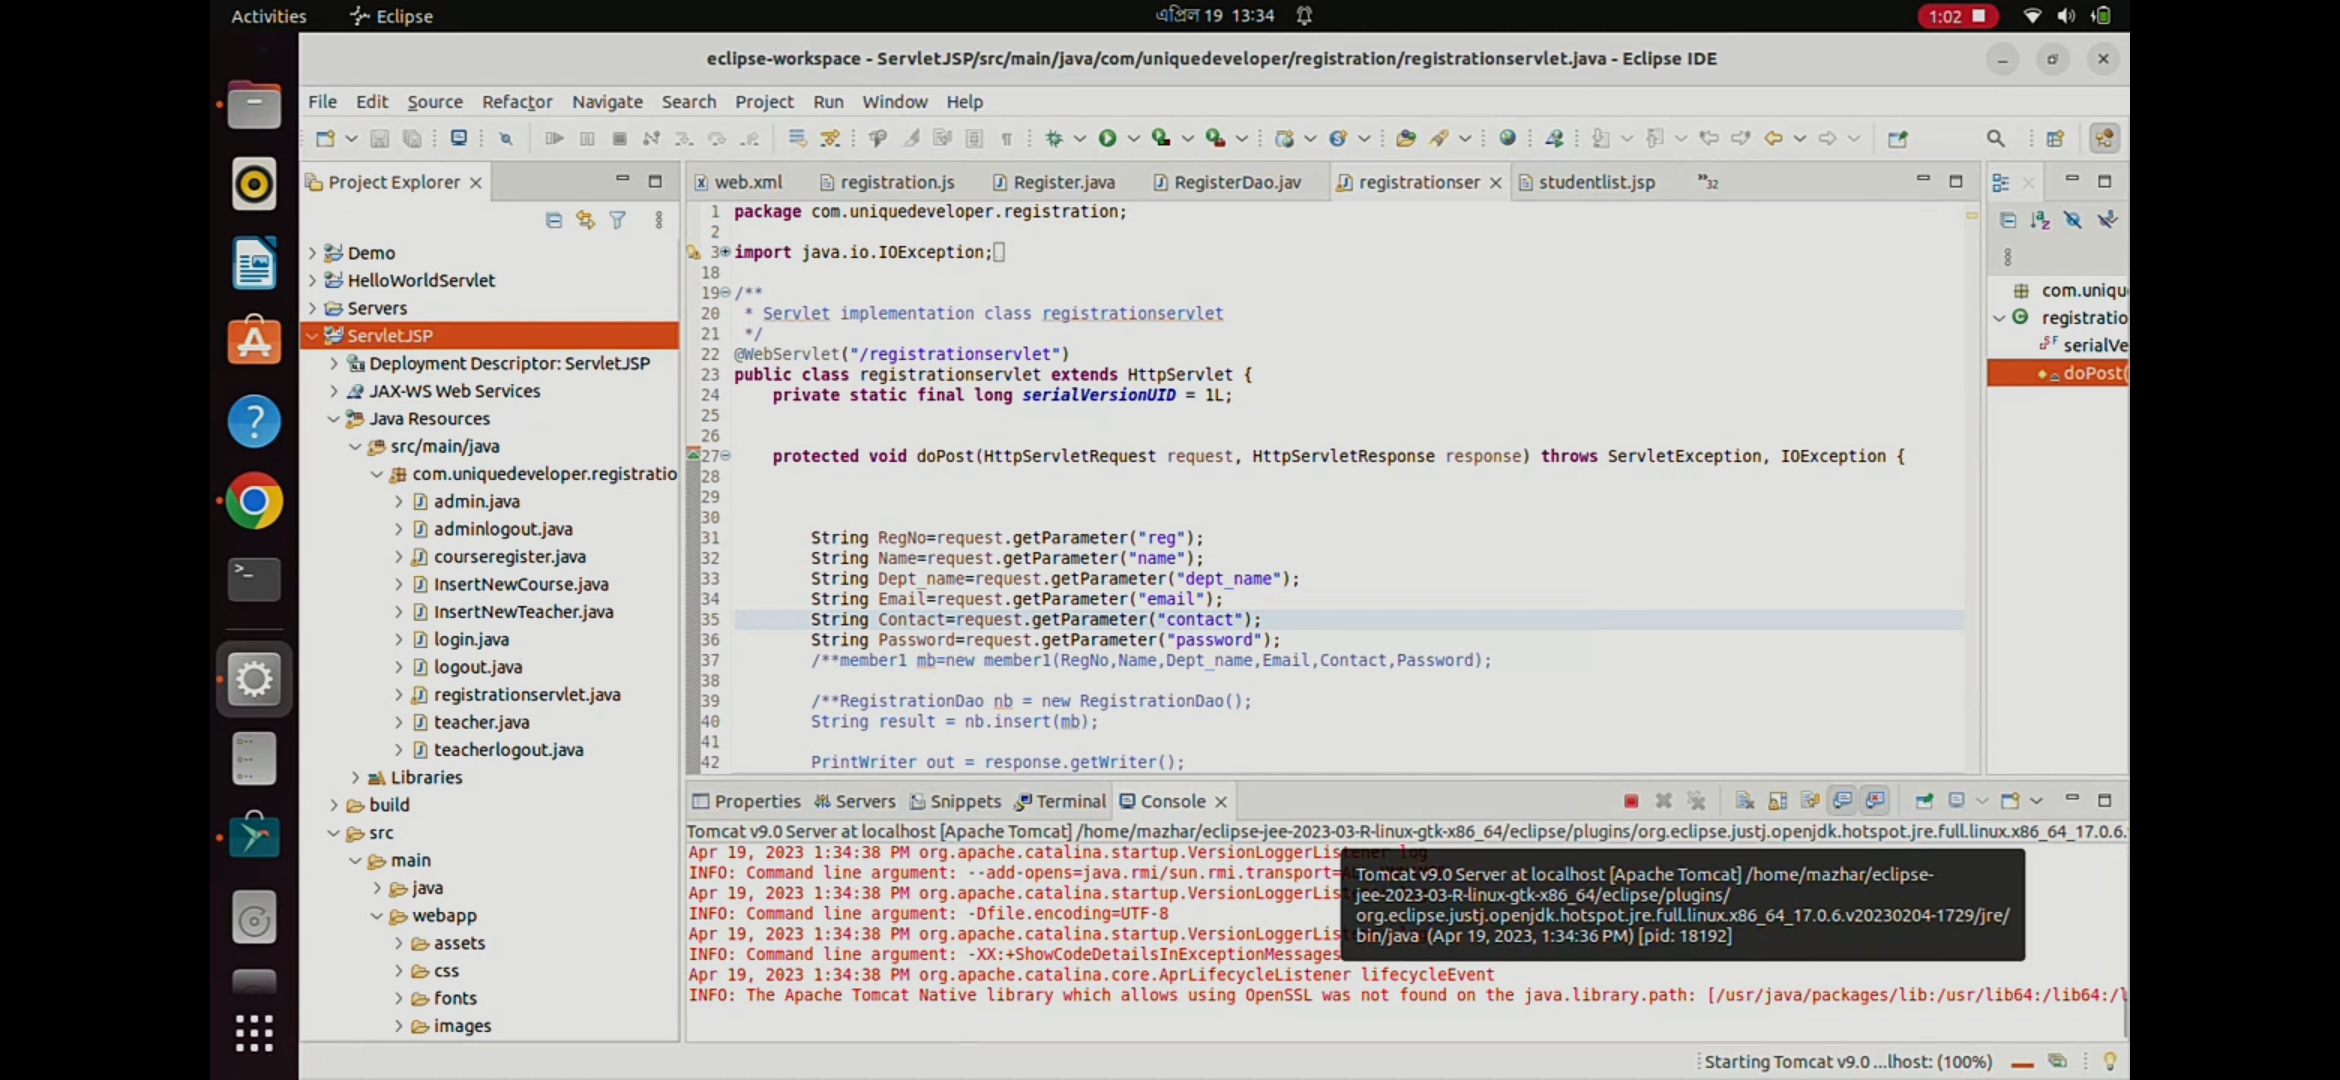 Activities
Eclipse
এপ্রিল 19 13:34
1:02
eclipse-workspace - ServletJSP/src/main/java/com/uniquedeveloper/registration/registrationservlet.java - Eclipse IDE
File Edit Source Refactor Navigate Search Project Run Window Help
Project Explorer
Demo
HelloWorldServlet
Servers
ServletJSP
Deployment Descriptor: ServletJSP
JAX-WS Web Services
Java Resources
src/main/java
com.uniquedeveloper.registratio
admin.java
adminlogout.java
courseregister.java
InsertNewCourse.java
InsertNewTeacher.java
login.java
logout.java
registrationservlet.java
teacher.java
teacherlogout.java
Libraries
build
src
main
java
webapp
assets
css
fonts
images
web.xml registration.js Register.java RegisterDao.jav registrationser studentlist.jsp »32
1 package com.uniquedeveloper.registration;
2
3 import java.io.IOException;
18
19 /**
20 * Servlet implementation class registrationservlet
21 */
22 @WebServlet("/registrationservlet")
23 public class registrationservlet extends HttpServlet {
24 private static final long serialVersionUID = 1L;
25
26
27 protected void doPost(HttpServletRequest request, HttpServletResponse response) throws ServletException, IOException {
28
29
30
31 String RegNo=request.getParameter("reg");
32 String Name=request.getParameter("name");
33 String Dept_name=request.getParameter("dept_name");
34 String Email=request.getParameter("email");
35 String Contact=request.getParameter("contact");
36 String Password=request.getParameter("password");
37 /**member1 mb=new member1(RegNo,Name,Dept_name,Email,Contact,Password);
38
39 /**RegistrationDao nb = new RegistrationDao();
40 String result = nb.insert(mb);
41
42 PrintWriter out = response.getWriter();
com.uniqu
registratio
serialVe
doPost(
Properties Servers Snippets Terminal Console
Tomcat v9.0 Server at localhost [Apache Tomcat] /home/mazhar/eclipse-jee-2023-03-R-linux-gtk-x86_64/eclipse/plugins/org.eclipse.justj.openjdk.hotspot.jre.full.linux.x86_64_17.0.6.
Apr 19, 2023 1:34:38 PM org.apache.catalina.startup.VersionLoggerListener log
INFO: Command line argument: --add-opens=java.rmi/sun.rmi.transport=
Apr 19, 2023 1:34:38 PM org.apache.catalina.startup.VersionLoggerLis
INFO: Command line argument: -Dfile.encoding=UTF-8
Apr 19, 2023 1:34:38 PM org.apache.catalina.startup.VersionLoggerLis
INFO: Command line argument: -XX:+ShowCodeDetailsInExceptionMessages
Apr 19, 2023 1:34:38 PM org.apache.catalina.core.AprLifecycleListener lifecycleEvent
INFO: The Apache Tomcat Native library which allows using OpenSSL was not found on the java.library.path: [/usr/java/packages/lib:/usr/lib64:/lib64:/l
Tomcat v9.0 Server at localhost [Apache Tomcat] /home/mazhar/eclipse-
jee-2023-03-R-linux-gtk-x86_64/eclipse/plugins/
org.eclipse.justj.openjdk.hotspot.jre.full.linux.x86_64_17.0.6.v20230204-1729/jre/
bin/java (Apr 19, 2023, 1:34:36 PM) [pid: 18192]
Starting Tomcat v9.0 ...lhost: (100%)